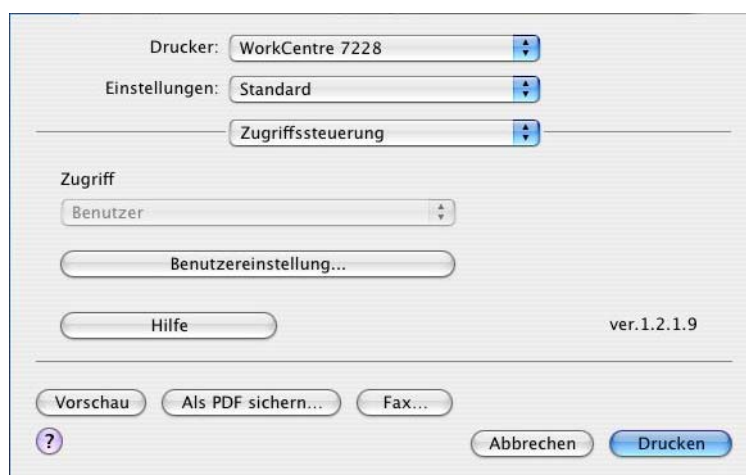 Drucker: WorkCentre 7228
Einstellungen: Standard
Zugriffssteuerung
Zugriff
Benutzer
Benutzereinstellung...
Hilfe ver.1.2.1.9
Vorschau Als PDF sichern... Fax...
? Abbrechen Drucken